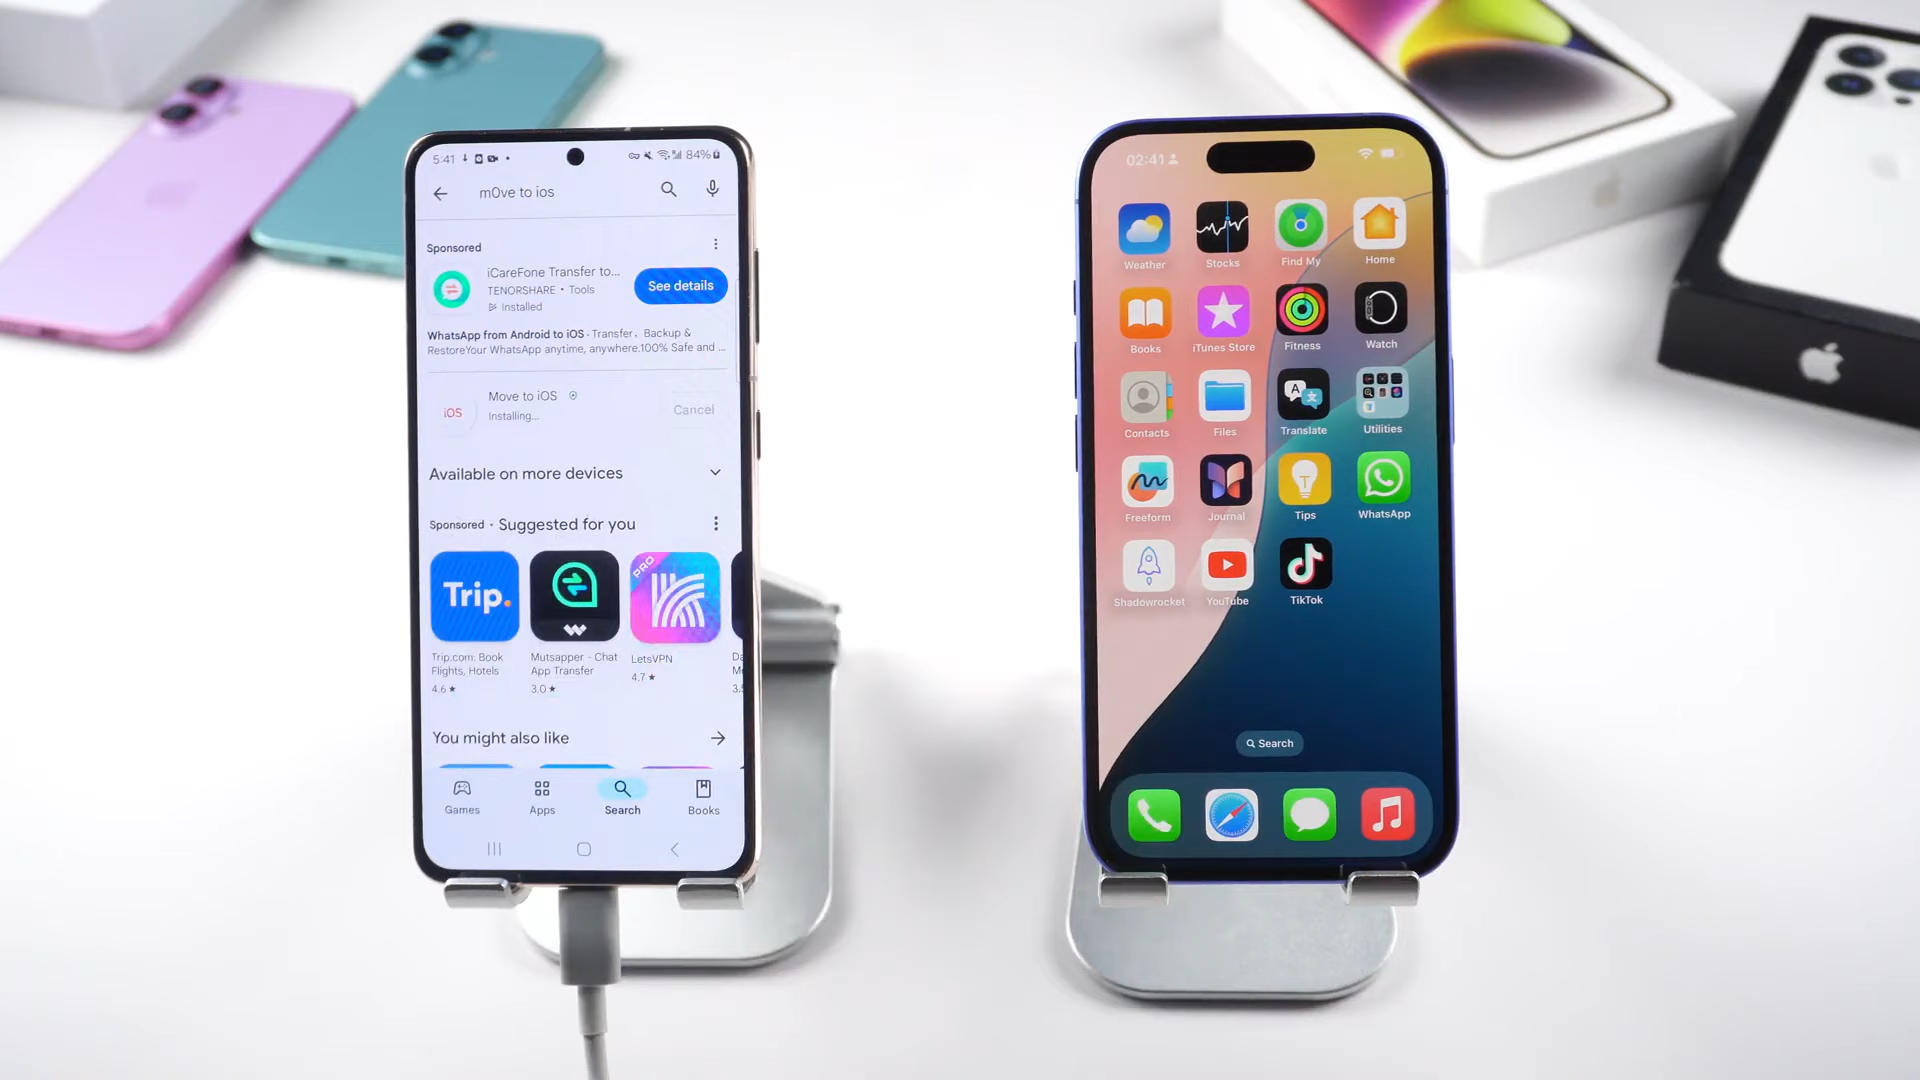 5:41
84%
m0ve to ios
Sponsored
iCareFone Transfer to...
TENORSHARE • Tools
Installed
See details
WhatsApp from Android to iOS · Transfer、Backup &
RestoreYour WhatsApp anytime, anywhere.100% Safe and ...
iOS
Move to iOS
Installing...
Cancel
Available on more devices
Sponsored · Suggested for you
Trip.
PRO
Trip.com: Book
Flights, Hotels
4.6 ★
Mutsapper - Chat
App Transfer
3.0 ★
LetsVPN
4.7 ★
You might also like
Games
Apps
Search
Books
02:41
Weather
Stocks
Find My
Home
Books
iTunes Store
Fitness
Watch
Contacts
Files
Translate
Utilities
Freeform
Journal
Tips
WhatsApp
Shadowrocket
YouTube
TikTok
Search